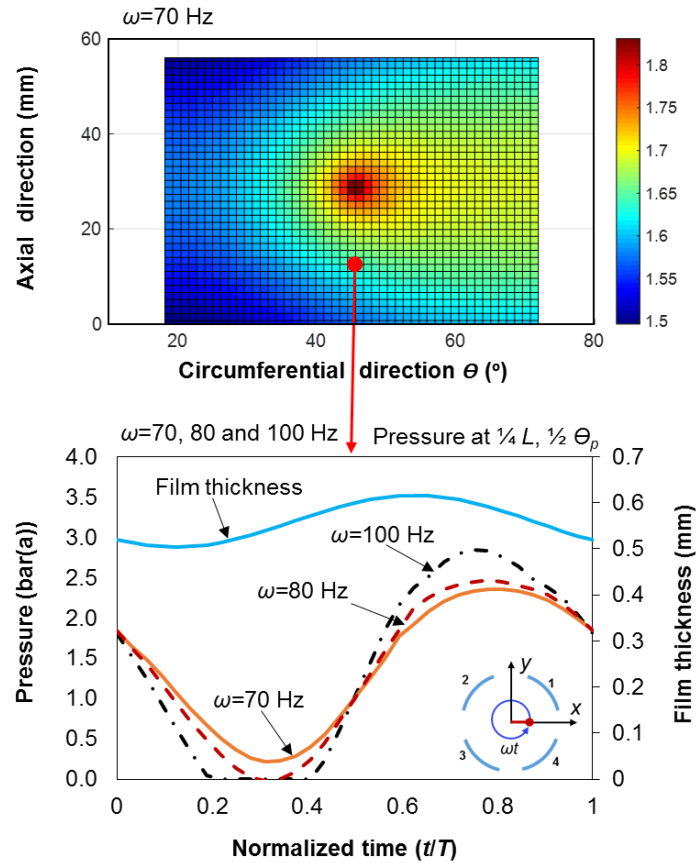 ω=70 Hz
60
40
20
0
Axial direction (mm)
20
40
60
80
Circumferential direction Θ (°)
1.8
1.75
1.7
1.65
1.6
1.55
1.5
ω=70, 80 and 100 Hz
Pressure at ¼ L, ½ Θp
4.0
3.5
3.0
2.5
2.0
1.5
1.0
0.5
0.0
Pressure (bar(a))
Film thickness
ω=100 Hz
ω=80 Hz
ω=70 Hz
y
x
ωt
2
1
3
4
0.7
0.6
0.5
0.4
0.3
0.2
0.1
0
Film thickness (mm)
0
0.2
0.4
0.6
0.8
1
Normalized time (t/T)